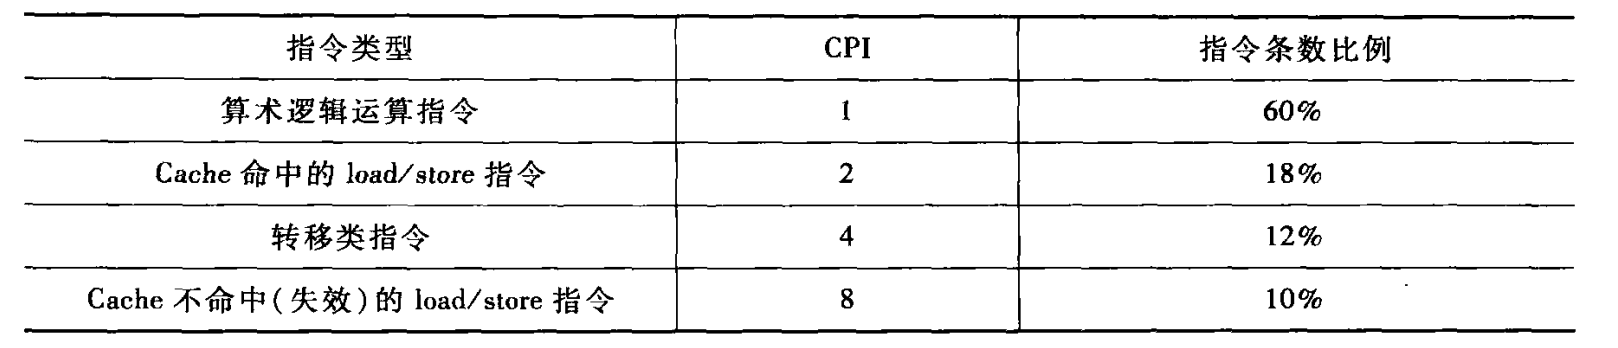 指令类型 CPI 指令条数比例
算术逻辑运算指令 1 60%
Cache 命中的 load/store 指令 2 18%
转移类指令 4 12%
Cache 不命中(失效)的 load/store 指令 8 10%